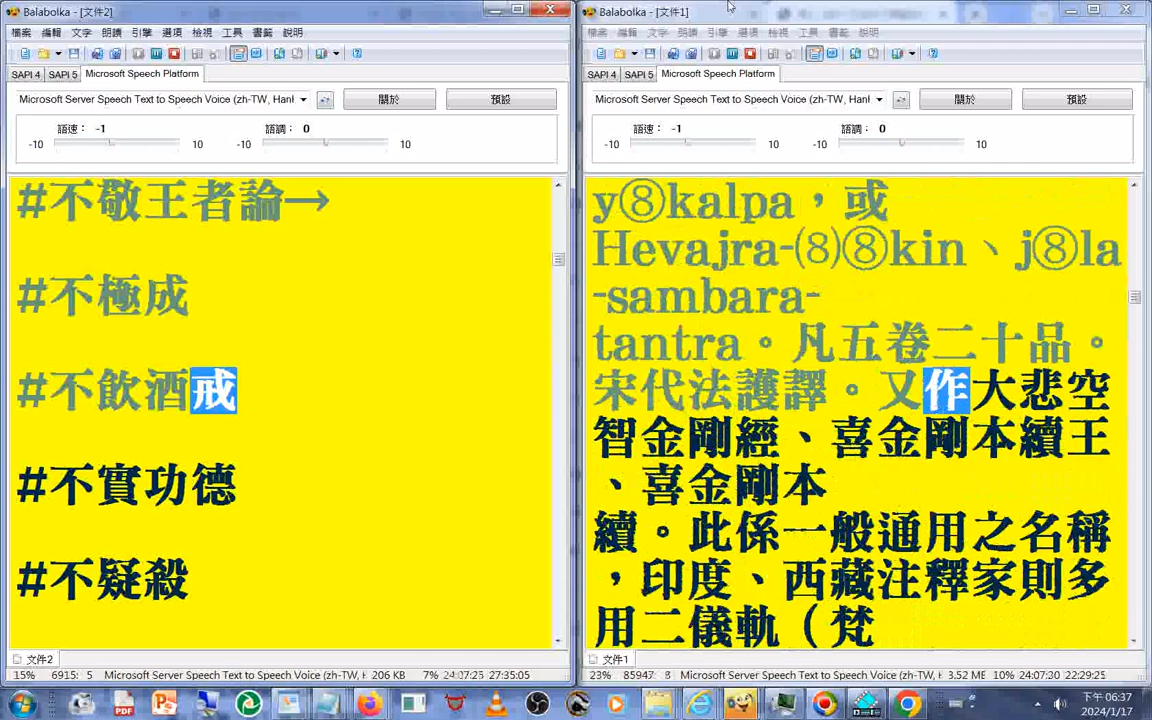 Balabolka - [文件2]
檔案 編輯 文字 朗讀 引擎 選項 檢視 工具 書籤 說明
SAPI 4 SAPI 5 Microsoft Speech Platform
Microsoft Server Speech Text to Speech Voice (zh-TW, Han
關於 預設
語速： -1 語調： 0
-10 10 -10 10
#不敬王者論→
#不極成
#不飲酒戒
#不實功德
#不疑殺
文件2
15% 6915: 5 Microsoft Server Speech Text to Speech Voice (zh-TW, Han 206 KB 7% 24:07:25 27:35:05
Balabolka - [文件1]
檔案 編輯 文字 朗讀 引擎 選項 檢視 工具 書籤 說明
SAPI 4 SAPI 5 Microsoft Speech Platform
Microsoft Server Speech Text to Speech Voice (zh-TW, Han
關於 預設
語速： -1 語調： 0
-10 10 -10 10
y⑧kalpa，或
Hevajra-⑻⑧kin、j⑧la
-sambara-
tantra。凡五卷二十品。
宋代法護譯。又作大悲空
智金剛經、喜金剛本續王
、喜金剛本
續。此係一般通用之名稱
，印度、西藏注釋家則多
用二儀軌（梵
文件1
23% 85947: 8 Microsoft Server Speech Text to Speech Voice (zh-TW, Han 3.52 MB 10% 24:07:30 22:29:25
下午 06:37
2024/1/17